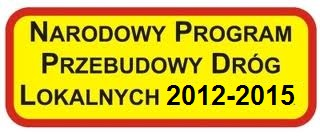 NARODOWY PROGRAM
PRZEBUDOWY DRÓG
LOKALNYCH 2012-2015